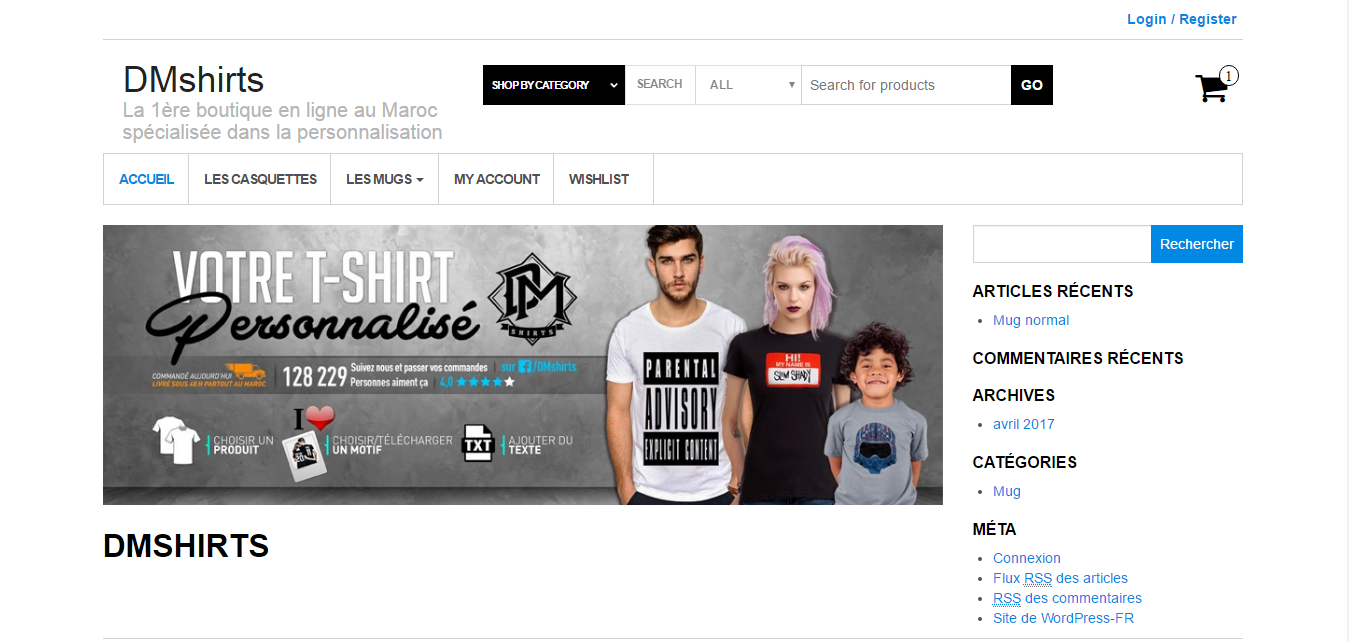 Login / Register
DMshirts
La 1ère boutique en ligne au Maroc
spécialisée dans la personnalisation
SHOP BY CATEGORY
SEARCH
ALL
Search for products
GO
1
ACCUEIL
LES CASQUETTES
LES MUGS
MY ACCOUNT
WISHLIST
VOTRE T-SHIRT
Personnalisé
DM
SHIRTS
COMMANDÉ AUJOURD'HUI
LIVRÉ SOUS 48 H PARTOUT AU MAROC
128 229
Suivez nous et passer vos commandes
Personnes aiment ça
sur f/DMshirts
4,0
I
CHOISIR UN
PRODUIT
CHOISIR/TÉLÉCHARGER
UN MOTIF
TXT
AJOUTER DU
TEXTE
PARENTAL
ADVISORY
EXPLICIT CONTENT
HI!
MY NAME IS
SLIM SHADY
Rechercher
ARTICLES RÉCENTS
Mug normal
COMMENTAIRES RÉCENTS
ARCHIVES
avril 2017
CATÉGORIES
Mug
MÉTA
Connexion
Flux RSS des articles
RSS des commentaires
Site de WordPress-FR
DMSHIRTS